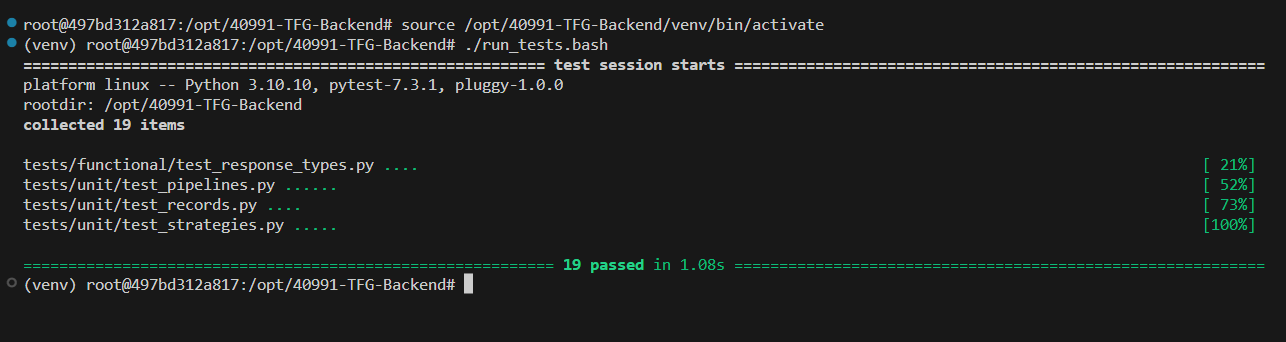 root@497bd312a817:/opt/40991-TFG-Backend# source /opt/40991-TFG-Backend/venv/bin/activate
(venv) root@497bd312a817:/opt/40991-TFG-Backend# ./run_tests.bash
========================================================== test session starts ===========================================================
platform linux -- Python 3.10.10, pytest-7.3.1, pluggy-1.0.0
rootdir: /opt/40991-TFG-Backend
collected 19 items
tests/functional/test_response_types.py .... [ 21%]
tests/unit/test_pipelines.py ...... [ 52%]
tests/unit/test_records.py .... [ 73%]
tests/unit/test_strategies.py ..... [100%]
=========================================================== 19 passed in 1.08s ===========================================================
(venv) root@497bd312a817:/opt/40991-TFG-Backend#